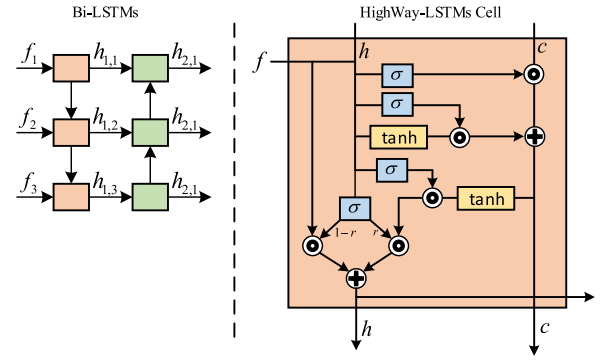 Bi-LSTMs
f1 h1,1 h2,1
f2 h1,2 h2,1
f3 h1,3 h2,1
HighWay-LSTMs Cell
h c
f
σ
σ
tanh
σ
tanh
σ
1-r r
h c